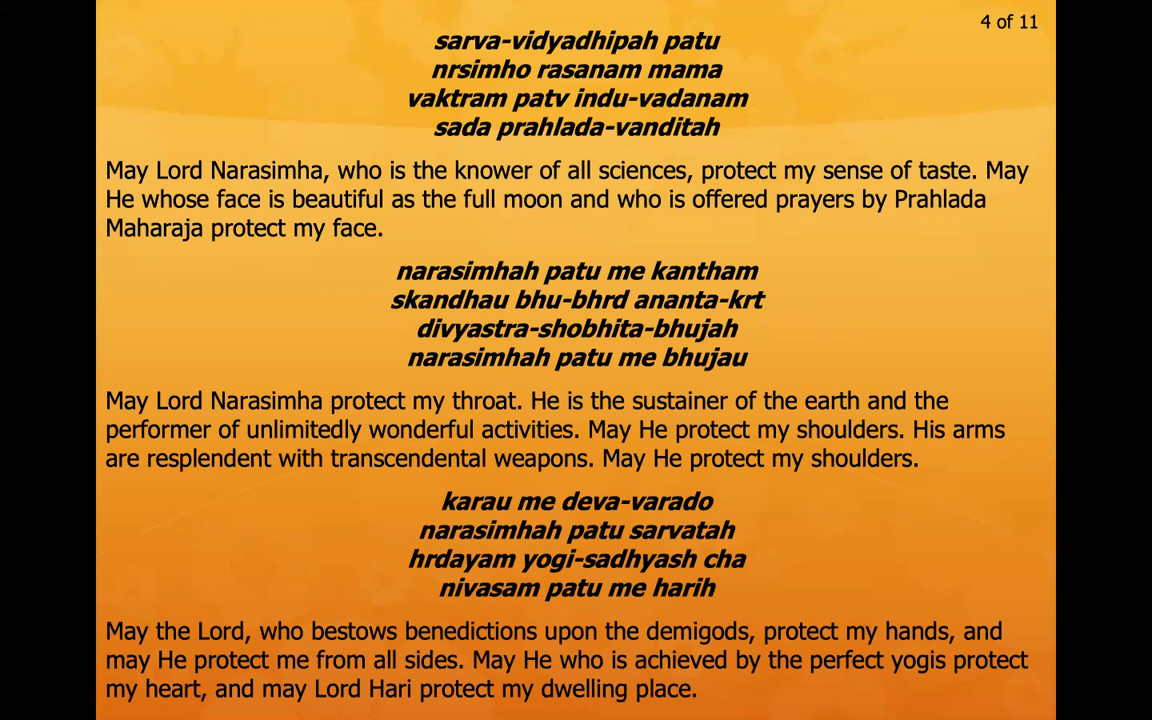 4 of 11
sarva-vidyadhipah patu
nrsimho rasanam mama
vaktram patv indu-vadanam
sada prahlada-vanditah
May Lord Narasimha, who is the knower of all sciences, protect my sense of taste. May
He whose face is beautiful as the full moon and who is offered prayers by Prahlada
Maharaja protect my face.
narasimhah patu me kantham
skandhau bhu-bhrd ananta-krt
divyastra-shobhita-bhujah
narasimhah patu me bhujau
May Lord Narasimha protect my throat. He is the sustainer of the earth and the
performer of unlimitedly wonderful activities. May He protect my shoulders. His arms
are resplendent with transcendental weapons. May He protect my shoulders.
karau me deva-varado
narasimhah patu sarvatah
hrdayam yogi-sadhyash cha
nivasam patu me harih
May the Lord, who bestows benedictions upon the demigods, protect my hands, and
may He protect me from all sides. May He who is achieved by the perfect yogis protect
my heart, and may Lord Hari protect my dwelling place.